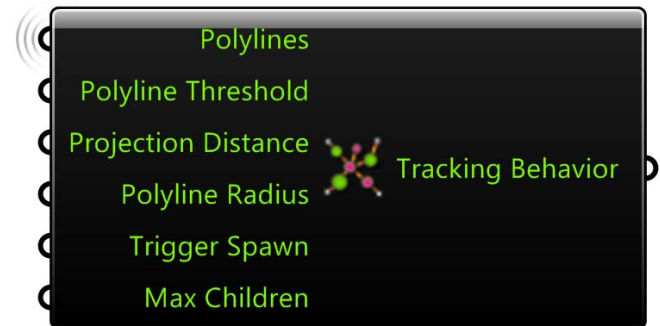 Polylines
Polyline Threshold
Projection Distance
Polyline Radius
Tracking Behavior
Trigger Spawn
Max Children